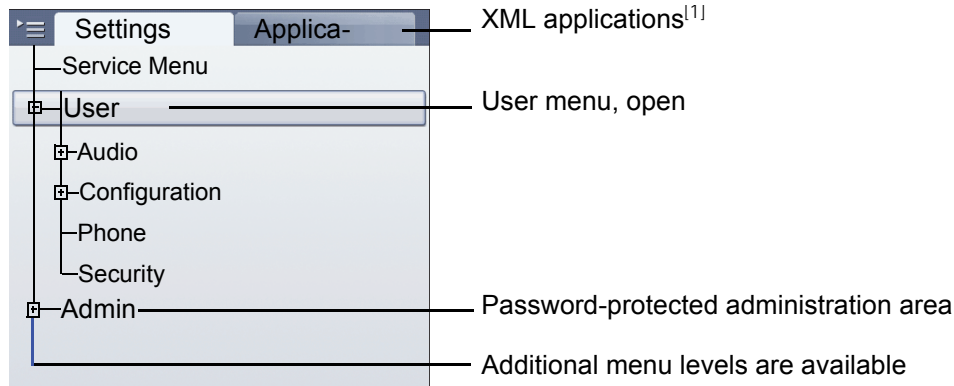 Settings Applica- XML applications[1]
Service Menu
User User menu, open
Audio
Configuration
Phone
Security
Admin Password-protected administration area
Additional menu levels are available